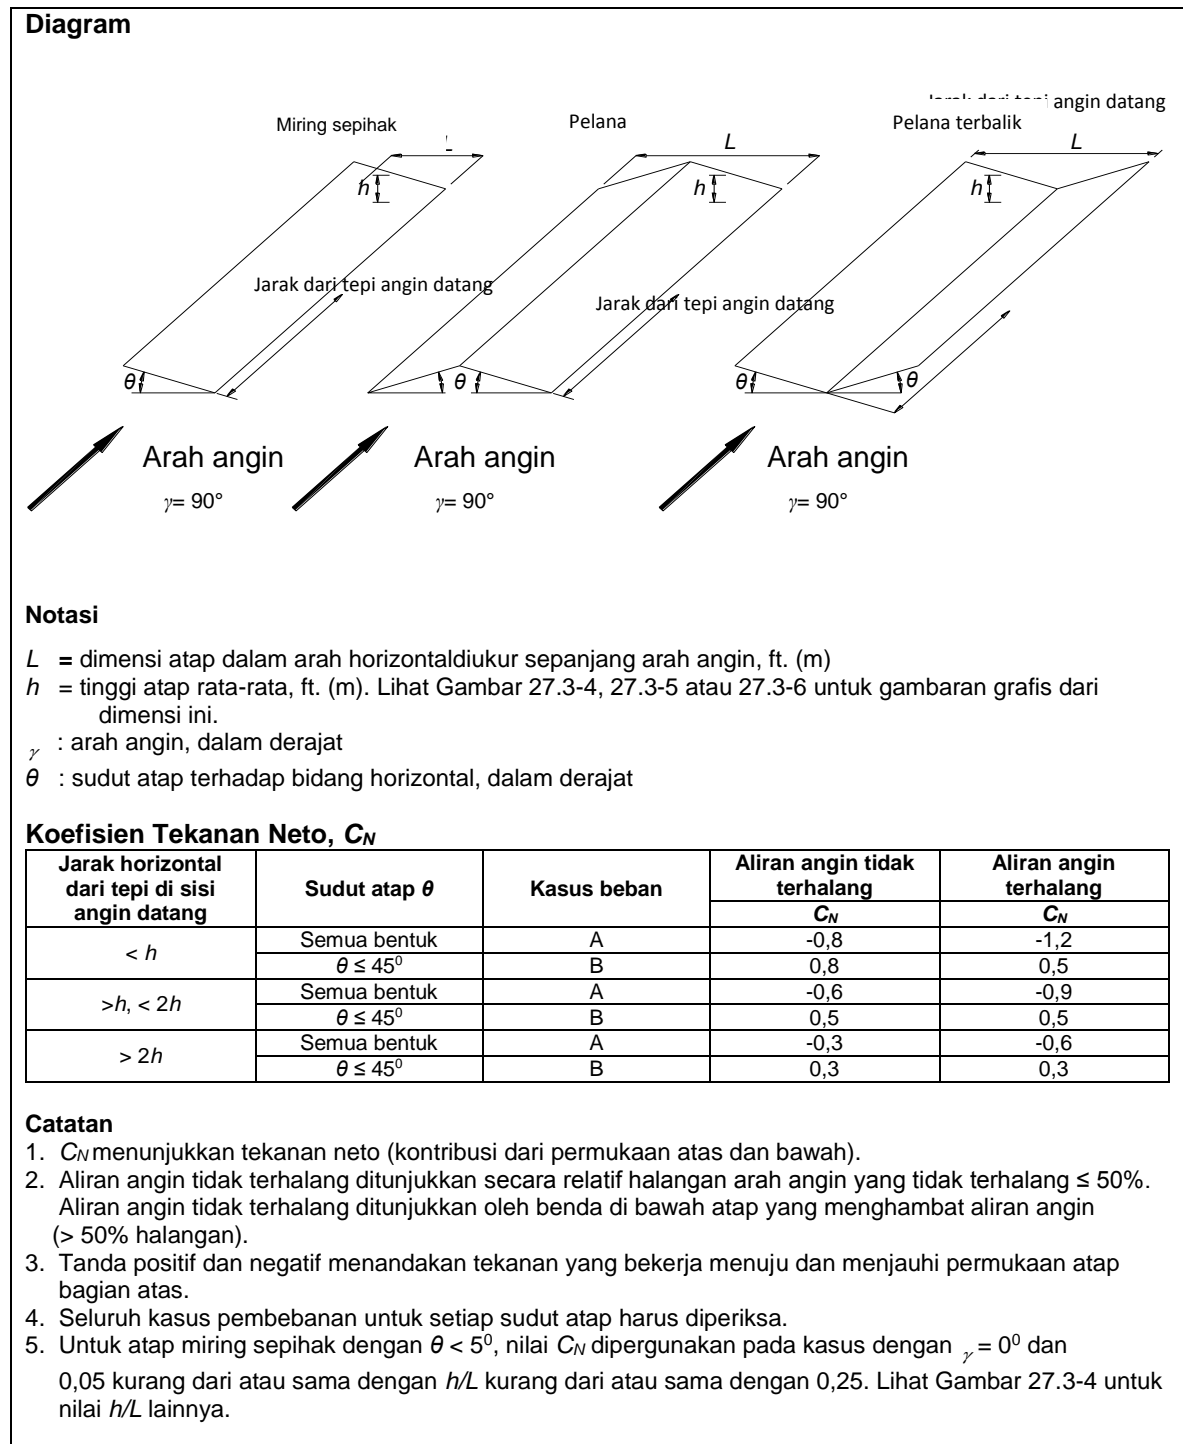 Diagram
angin datang
Miring sepihak
Pelana
Pelana terbalik
L
L
L
h
h
h
Jarak dari tepi angin datang
Jarak dari tepi angin datang
θ
θ
θ
θ
Arah angin
Arah angin
Arah angin
γ= 90°
γ= 90°
γ= 90°
Notasi
L = dimensi atap dalam arah horizontaldiukur sepanjang arah angin, ft. (m)
h = tinggi atap rata-rata, ft. (m). Lihat Gambar 27.3-4, 27.3-5 atau 27.3-6 untuk gambaran grafis dari
dimensi ini.
γ : arah angin, dalam derajat
θ : sudut atap terhadap bidang horizontal, dalam derajat
Koefisien Tekanan Neto, CN
Jarak horizontal dari tepi di sisi angin datang | Sudut atap θ | Kasus beban | Aliran angin tidak terhalang | Aliran angin terhalang
CN | CN
< h | Semua bentuk | A | -0,8 | -1,2
θ ≤ 45⁰ | B | 0,8 | 0,5
>h, < 2h | Semua bentuk | A | -0,6 | -0,9
θ ≤ 45⁰ | B | 0,5 | 0,5
> 2h | Semua bentuk | A | -0,3 | -0,6
θ ≤ 45⁰ | B | 0,3 | 0,3
Catatan
1. CN menunjukkan tekanan neto (kontribusi dari permukaan atas dan bawah).
2. Aliran angin tidak terhalang ditunjukkan secara relatif halangan arah angin yang tidak terhalang ≤ 50%.
Aliran angin tidak terhalang ditunjukkan oleh benda di bawah atap yang menghambat aliran angin
(> 50% halangan).
3. Tanda positif dan negatif menandakan tekanan yang bekerja menuju dan menjauhi permukaan atap
bagian atas.
4. Seluruh kasus pembebanan untuk setiap sudut atap harus diperiksa.
5. Untuk atap miring sepihak dengan θ < 5⁰, nilai CN dipergunakan pada kasus dengan γ = 0⁰ dan
0,05 kurang dari atau sama dengan h/L kurang dari atau sama dengan 0,25. Lihat Gambar 27.3-4 untuk
nilai h/L lainnya.